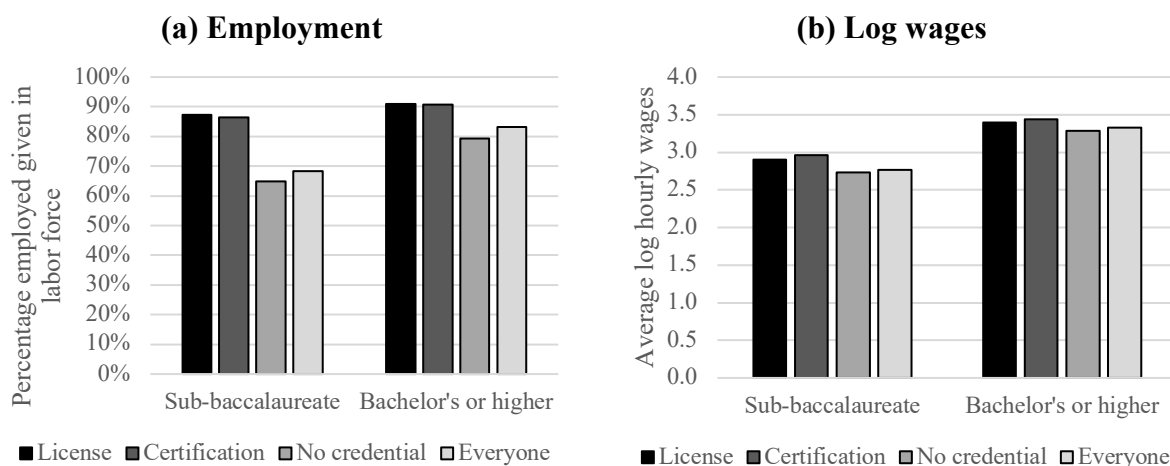 (a) Employment
Percentage employed given in
labor force
100%
90%
80%
70%
60%
50%
40%
30%
20%
10%
0%
Sub-baccalaureate Bachelor's or higher
License Certification No credential Everyone
(b) Log wages
Average log hourly wages
4.0
3.5
3.0
2.5
2.0
1.5
1.0
0.5
0.0
Sub-baccalaureate Bachelor's or higher
License Certification No credential Everyone